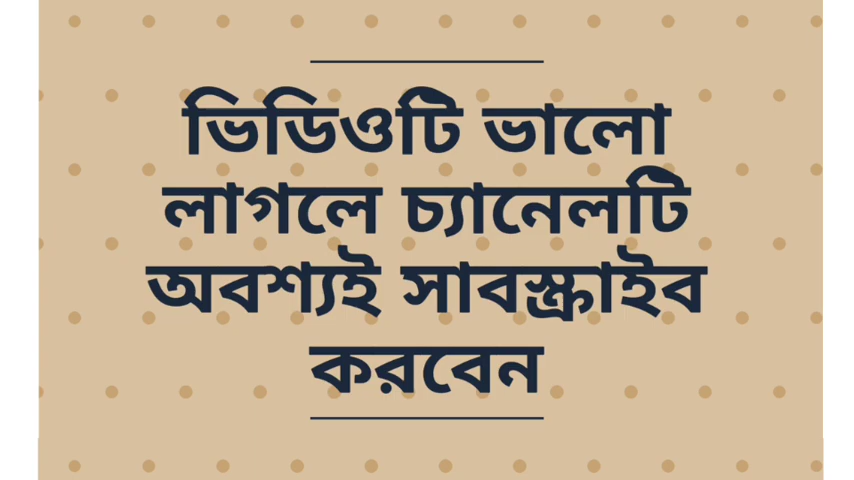 ভিডিওটি ভালো
লাগলে চ্যানেলটি
অবশ্যই সাবস্ক্রাইব
করবেন